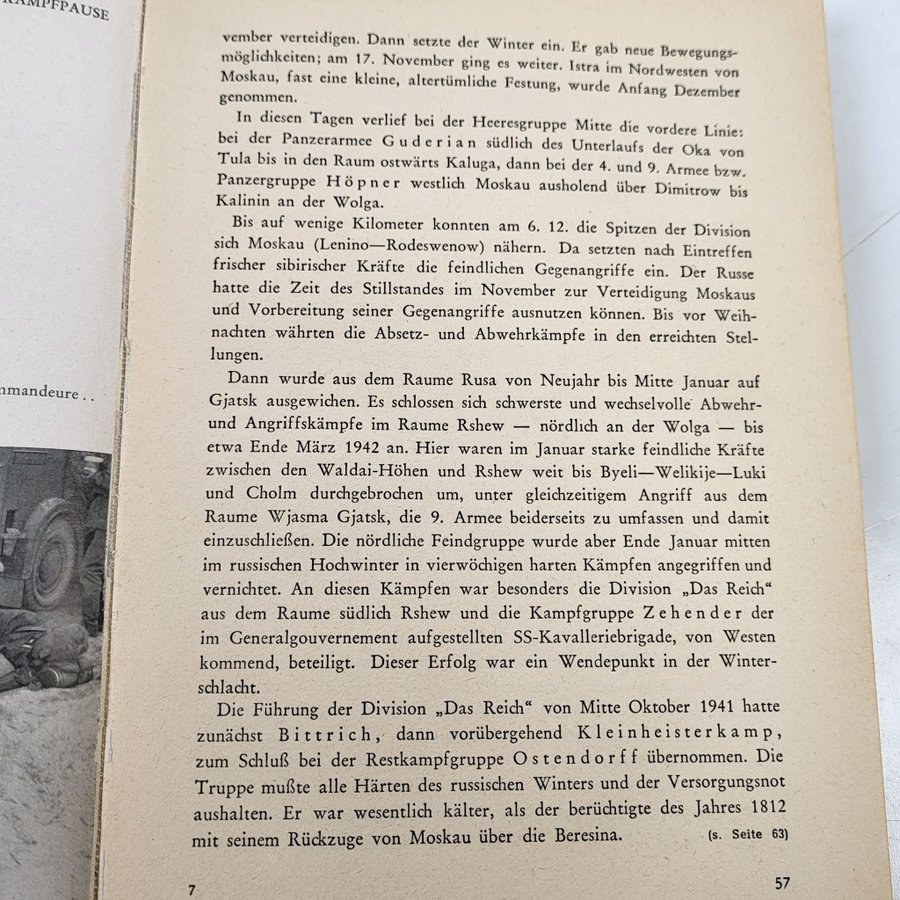 KAMPFPAUSE
mmandeure . .
vember verteidigen. Dann setzte der Winter ein. Er gab neue Bewegungs-
möglichkeiten; am 17. November ging es weiter. Istra im Nordwesten von
Moskau, fast eine kleine, altertümliche Festung, wurde Anfang Dezember
genommen.
In diesen Tagen verlief bei der Heeresgruppe Mitte die vordere Linie:
bei der Panzerarmee Guderian südlich des Unterlaufs der Oka von
Tula bis in den Raum ostwärts Kaluga, dann bei der 4. und 9. Armee bzw.
Panzergruppe Höpner westlich Moskau ausholend über Dimitrow bis
Kalinin an der Wolga.
Bis auf wenige Kilometer konnten am 6. 12. die Spitzen der Division
sich Moskau (Lenino—Rodeswenow) nähern. Da setzten nach Eintreffen
frischer sibirischer Kräfte die feindlichen Gegenangriffe ein. Der Russe
hatte die Zeit des Stillstandes im November zur Verteidigung Moskaus
und Vorbereitung seiner Gegenangriffe ausnutzen können. Bis vor Weih-
nachten währten die Absetz- und Abwehrkämpfe in den erreichten Stel-
lungen.
Dann wurde aus dem Raume Rusa von Neujahr bis Mitte Januar auf
Gjatsk ausgewichen. Es schlossen sich schwerste und wechselvolle Abwehr-
und Angriffskämpfe im Raume Rshew — nördlich an der Wolga — bis
etwa Ende März 1942 an. Hier waren im Januar starke feindliche Kräfte
zwischen den Waldai-Höhen und Rshew weit bis Byeli—Welikije—Luki
und Cholm durchgebrochen um, unter gleichzeitigem Angriff aus dem
Raume Wjasma Gjatsk, die 9. Armee beiderseits zu umfassen und damit
einzuschließen. Die nördliche Feindgruppe wurde aber Ende Januar mitten
im russischen Hochwinter in vierwöchigen harten Kämpfen angegriffen und
vernichtet. An diesen Kämpfen war besonders die Division „Das Reich“
aus dem Raume südlich Rshew und die Kampfgruppe Zehender der
im Generalgouvernement aufgestellten SS-Kavalleriebrigade, von Westen
kommend, beteiligt. Dieser Erfolg war ein Wendepunkt in der Winter-
schlacht.
Die Führung der Division „Das Reich“ von Mitte Oktober 1941 hatte
zunächst Bittrich, dann vorübergehend Kleinheisterkamp,
zum Schluß bei der Restkampfgruppe Ostendorff übernommen. Die
Truppe mußte alle Härten des russischen Winters und der Versorgungsnot
aushalten. Er war wesentlich kälter, als der berüchtigte des Jahres 1812
mit seinem Rückzuge von Moskau über die Beresina. (s. Seite 63)
7 57